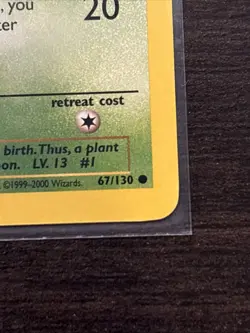 , you 20
ter
retreat cost
birth. Thus, a plant
on. LV. 13 #1
©1999-2000 Wizards. 67/130